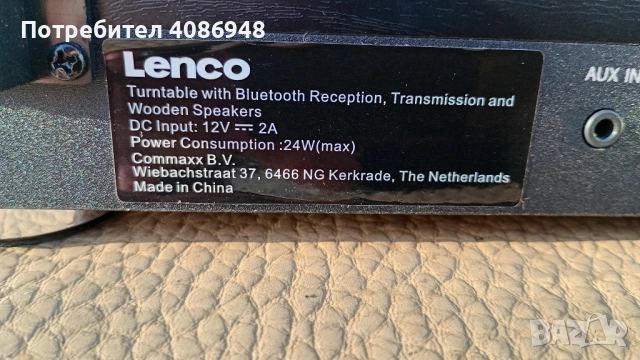 Потребител 4086948
Lenco
AUX IN
Turntable with Bluetooth Reception, Transmission and
Wooden Speakers
DC Input: 12V ⎓ 2A
Power Consumption :24W(max)
Commaxx B.V.
Wiebachstraat 37, 6466 NG Kerkrade, The Netherlands
Made in China
BAZAR